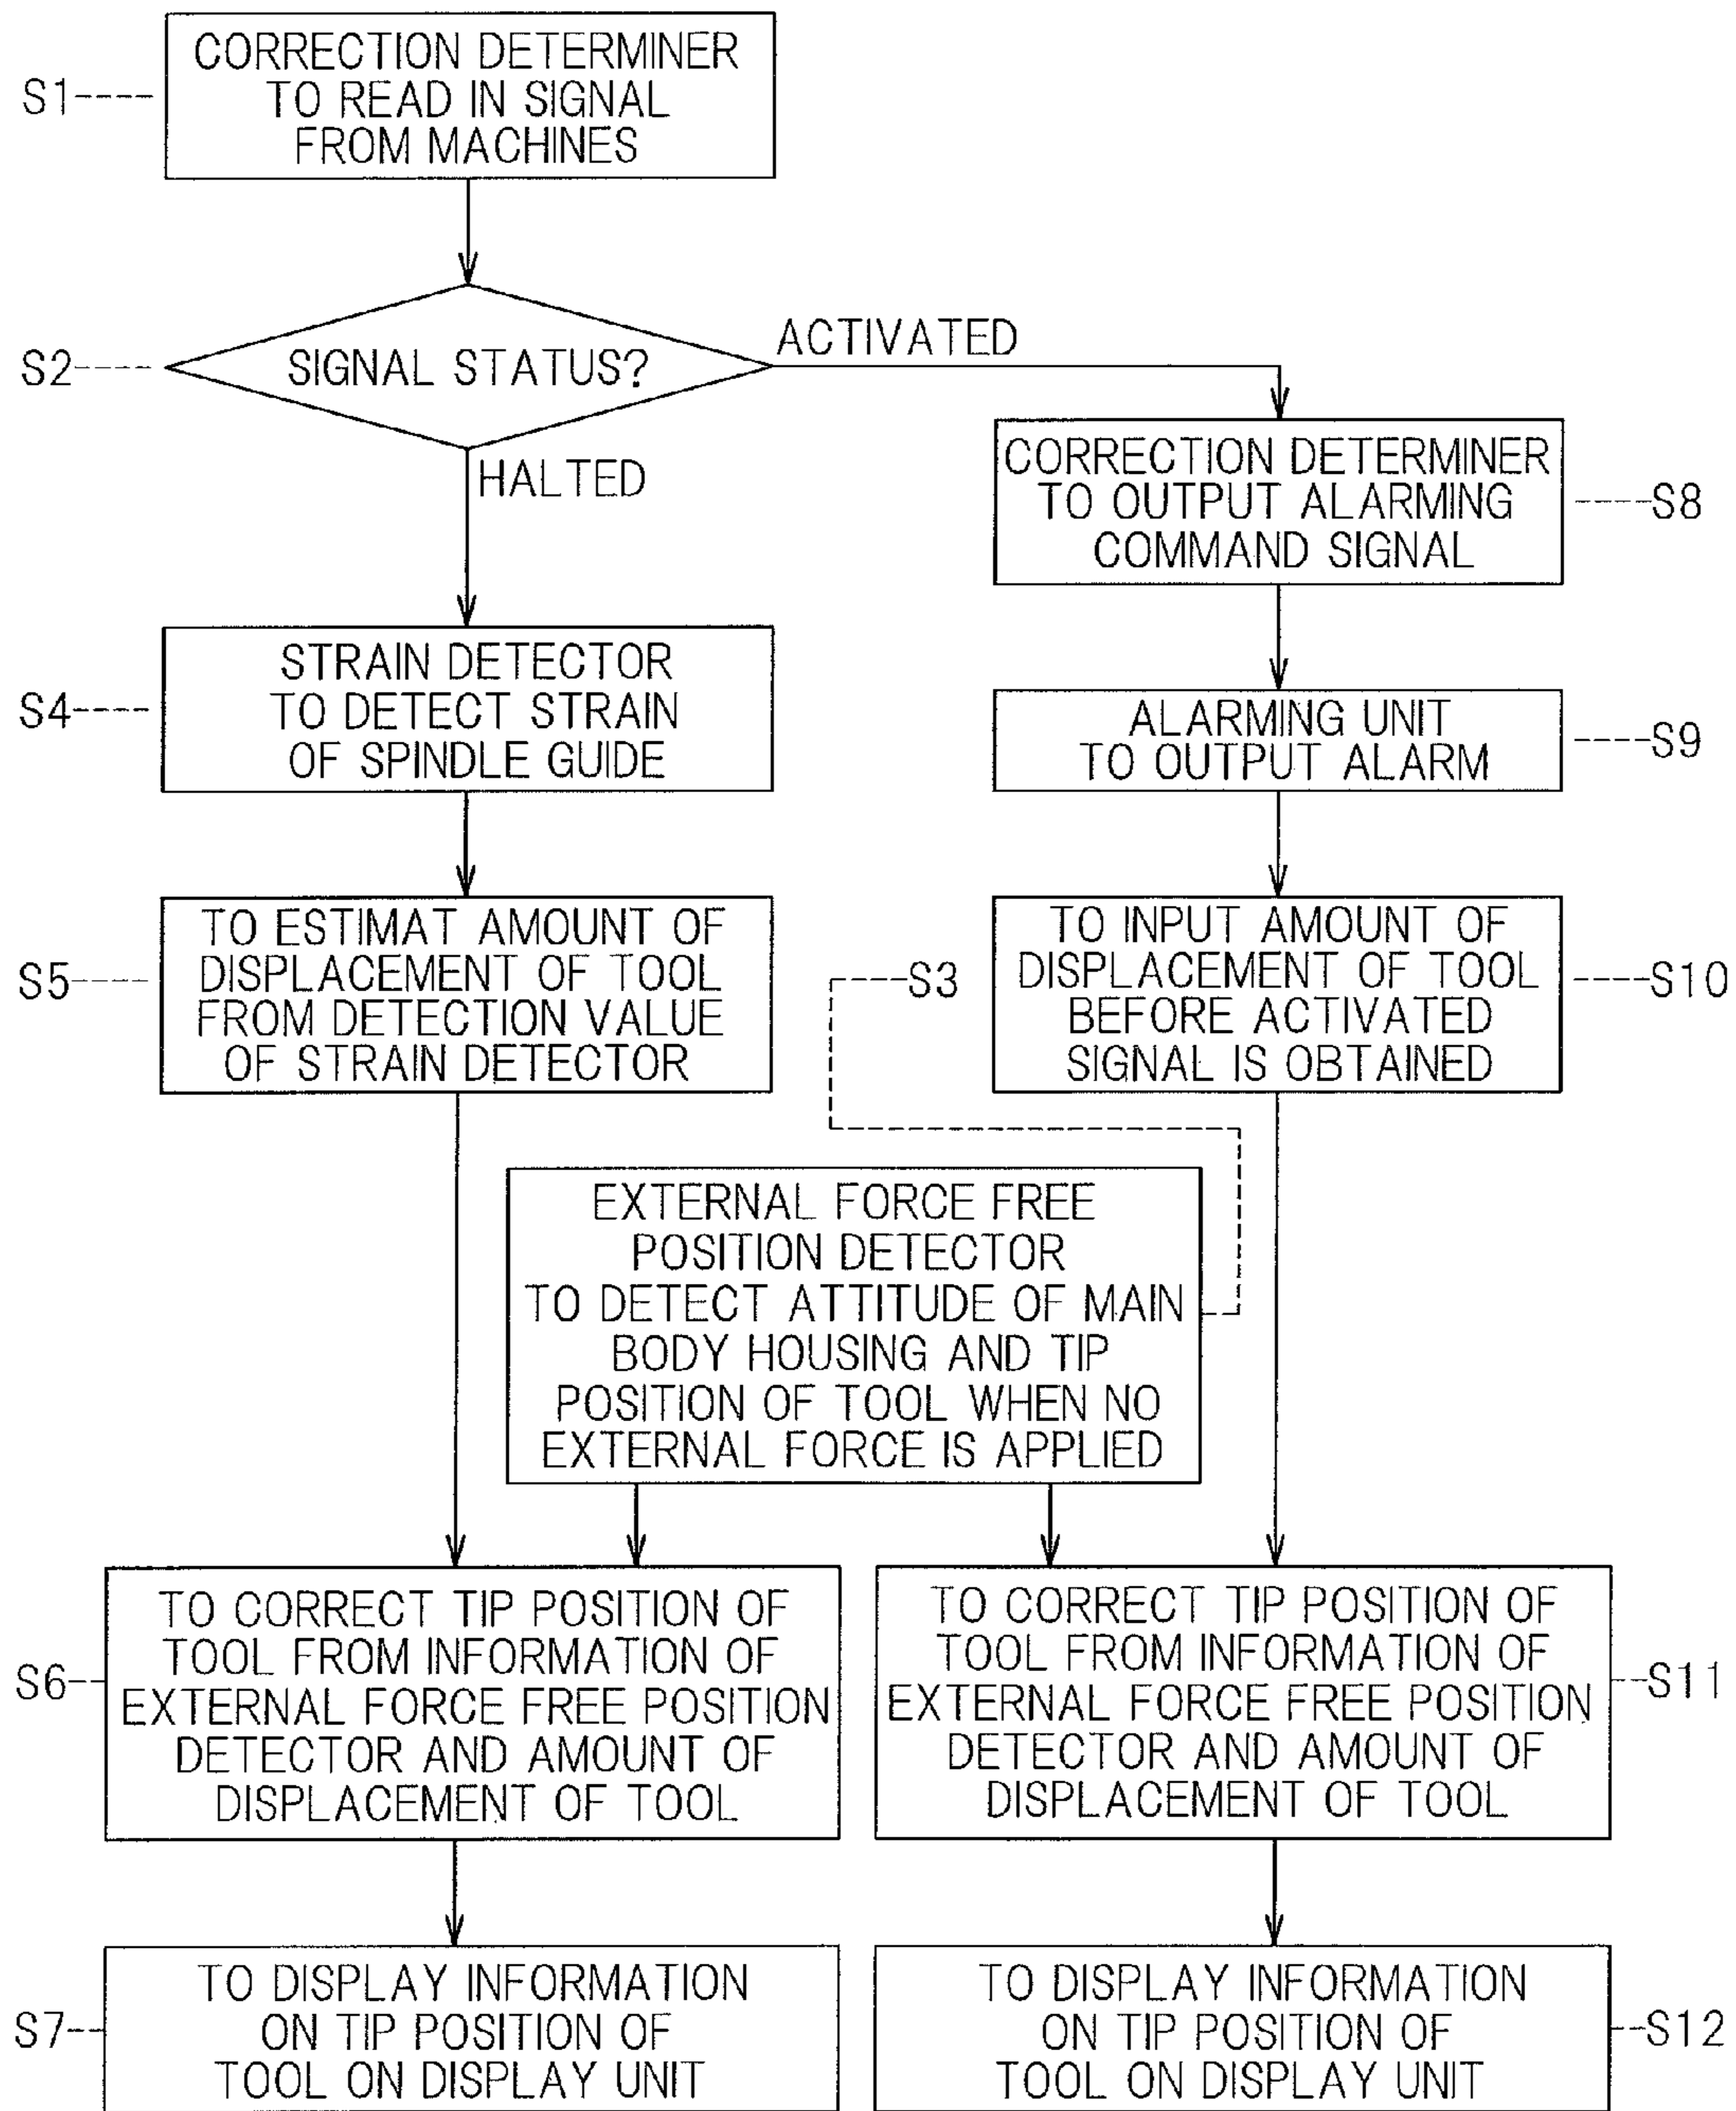 CORRECTION DETERMINER
TO READ IN SIGNAL
FROM MACHINES
S1
SIGNAL STATUS?
S2
ACTIVATED
HALTED
CORRECTION DETERMINER
TO OUTPUT ALARMING
COMMAND SIGNAL
S8
STRAIN DETECTOR
TO DETECT STRAIN
OF SPINDLE GUIDE
S4
ALARMING UNIT
TO OUTPUT ALARM
S9
TO ESTIMAT AMOUNT OF
DISPLACEMENT OF TOOL
FROM DETECTION VALUE
OF STRAIN DETECTOR
S5
S3
TO INPUT AMOUNT OF
DISPLACEMENT OF TOOL
BEFORE ACTIVATED
SIGNAL IS OBTAINED
S10
EXTERNAL FORCE FREE
POSITION DETECTOR
TO DETECT ATTITUDE OF MAIN
BODY HOUSING AND TIP
POSITION OF TOOL WHEN NO
EXTERNAL FORCE IS APPLIED
TO CORRECT TIP POSITION OF
TOOL FROM INFORMATION OF
EXTERNAL FORCE FREE POSITION
DETECTOR AND AMOUNT OF
DISPLACEMENT OF TOOL
S6
TO CORRECT TIP POSITION OF
TOOL FROM INFORMATION OF
EXTERNAL FORCE FREE POSITION
DETECTOR AND AMOUNT OF
DISPLACEMENT OF TOOL
S11
TO DISPLAY INFORMATION
ON TIP POSITION OF
TOOL ON DISPLAY UNIT
S7
TO DISPLAY INFORMATION
ON TIP POSITION OF
TOOL ON DISPLAY UNIT
S12